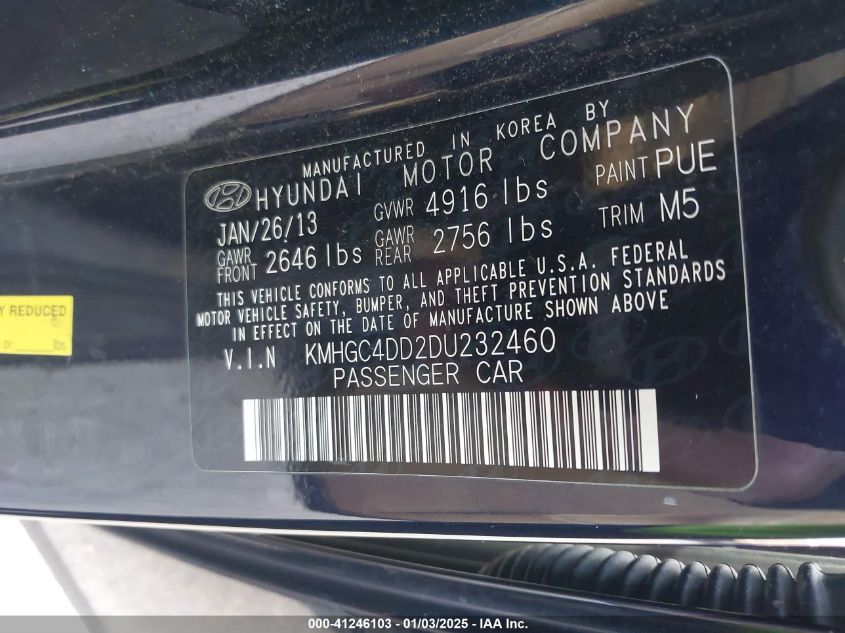 MANUFACTURED IN KOREA BY
HYUNDAI MOTOR COMPANY
JAN/26/13 GVWR 4916 lbs PAINT PUE
GAWR FRONT 2646 lbs GAWR REAR 2756 lbs TRIM M5
THIS VEHICLE CONFORMS TO ALL APPLICABLE U.S.A. FEDERAL
MOTOR VEHICLE SAFETY, BUMPER, AND THEFT PREVENTION STANDARDS
IN EFFECT ON THE DATE OF MANUFACTURE SHOWN ABOVE
V.I.N KMHGC4DD2DU232460
PASSENGER CAR
Y REDUCED
lbs
000-41246103 - 01/03/2025 - IAA Inc.